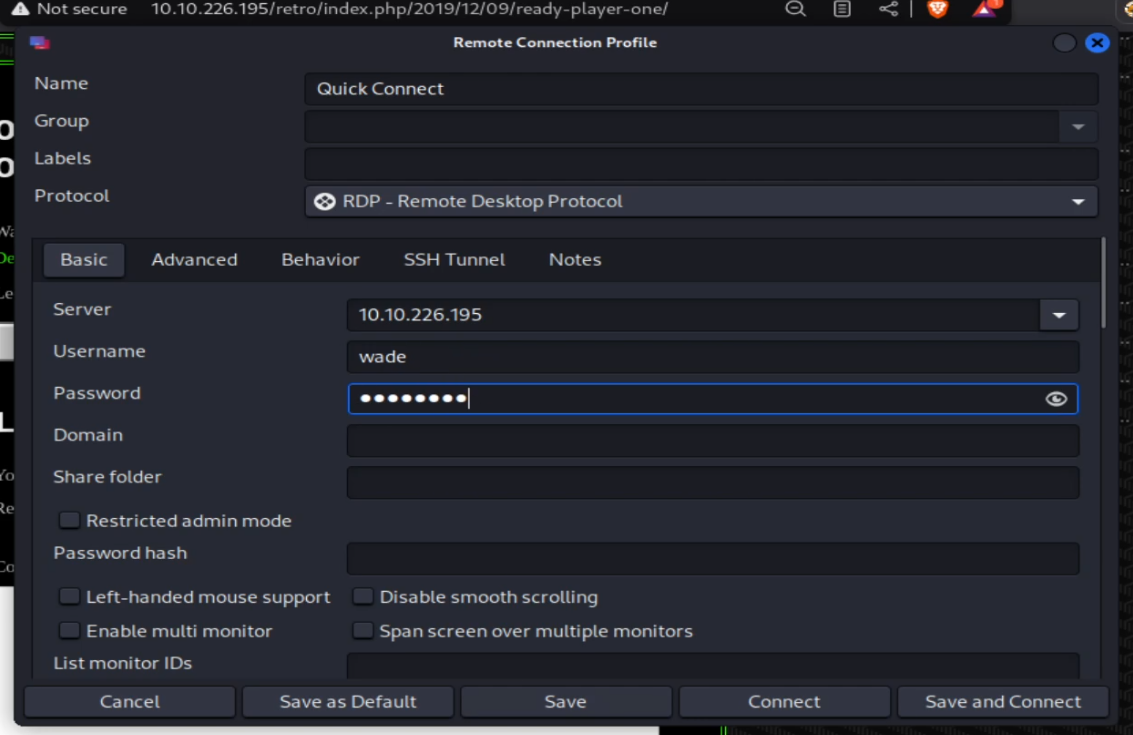 Not secure 10.10.226.195/retro/index.php/2019/12/09/ready-player-one/
Remote Connection Profile
Name Quick Connect
Group
Labels
Protocol RDP - Remote Desktop Protocol
Basic Advanced Behavior SSH Tunnel Notes
Server 10.10.226.195
Username wade
Password ••••••••
Domain
Share folder
Restricted admin mode
Password hash
Left-handed mouse support Disable smooth scrolling
Enable multi monitor Span screen over multiple monitors
List monitor IDs
Cancel Save as Default Save Connect Save and Connect